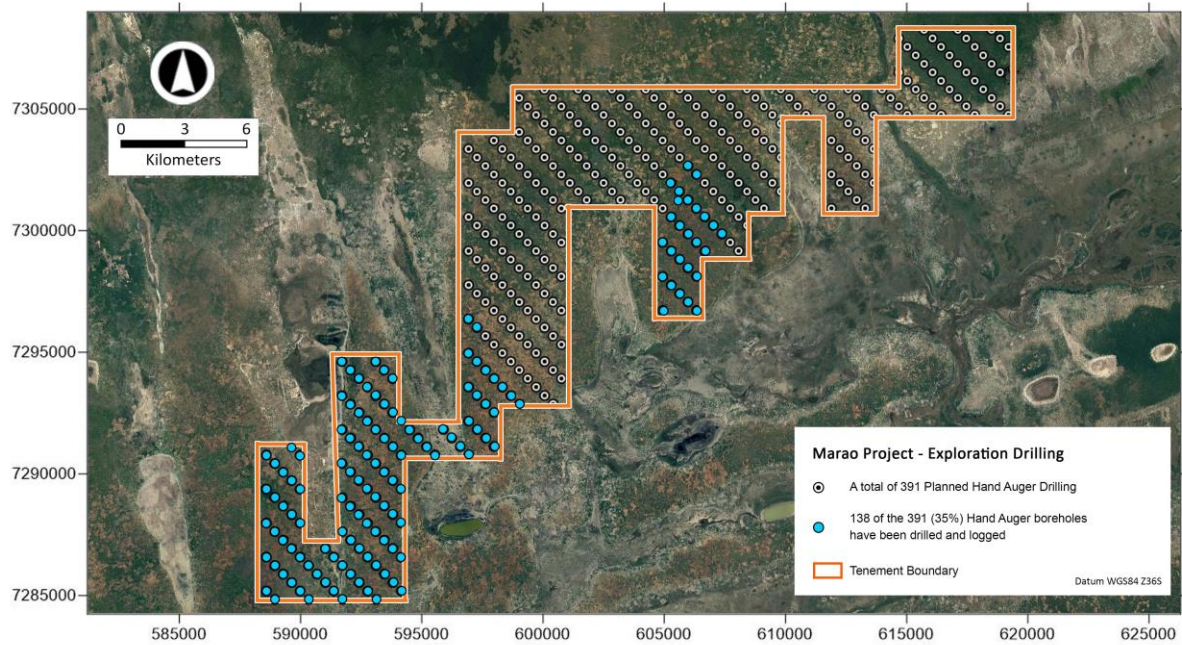 7305000
7300000
7295000
7290000
7285000
0 3 6
Kilometers
Marao Project - Exploration Drilling
A total of 391 Planned Hand Auger Drilling
138 of the 391 (35%) Hand Auger boreholes
have been drilled and logged
Tenement Boundary
Datum WGS84 Z36S
585000 590000 595000 600000 605000 610000 615000 620000 625000